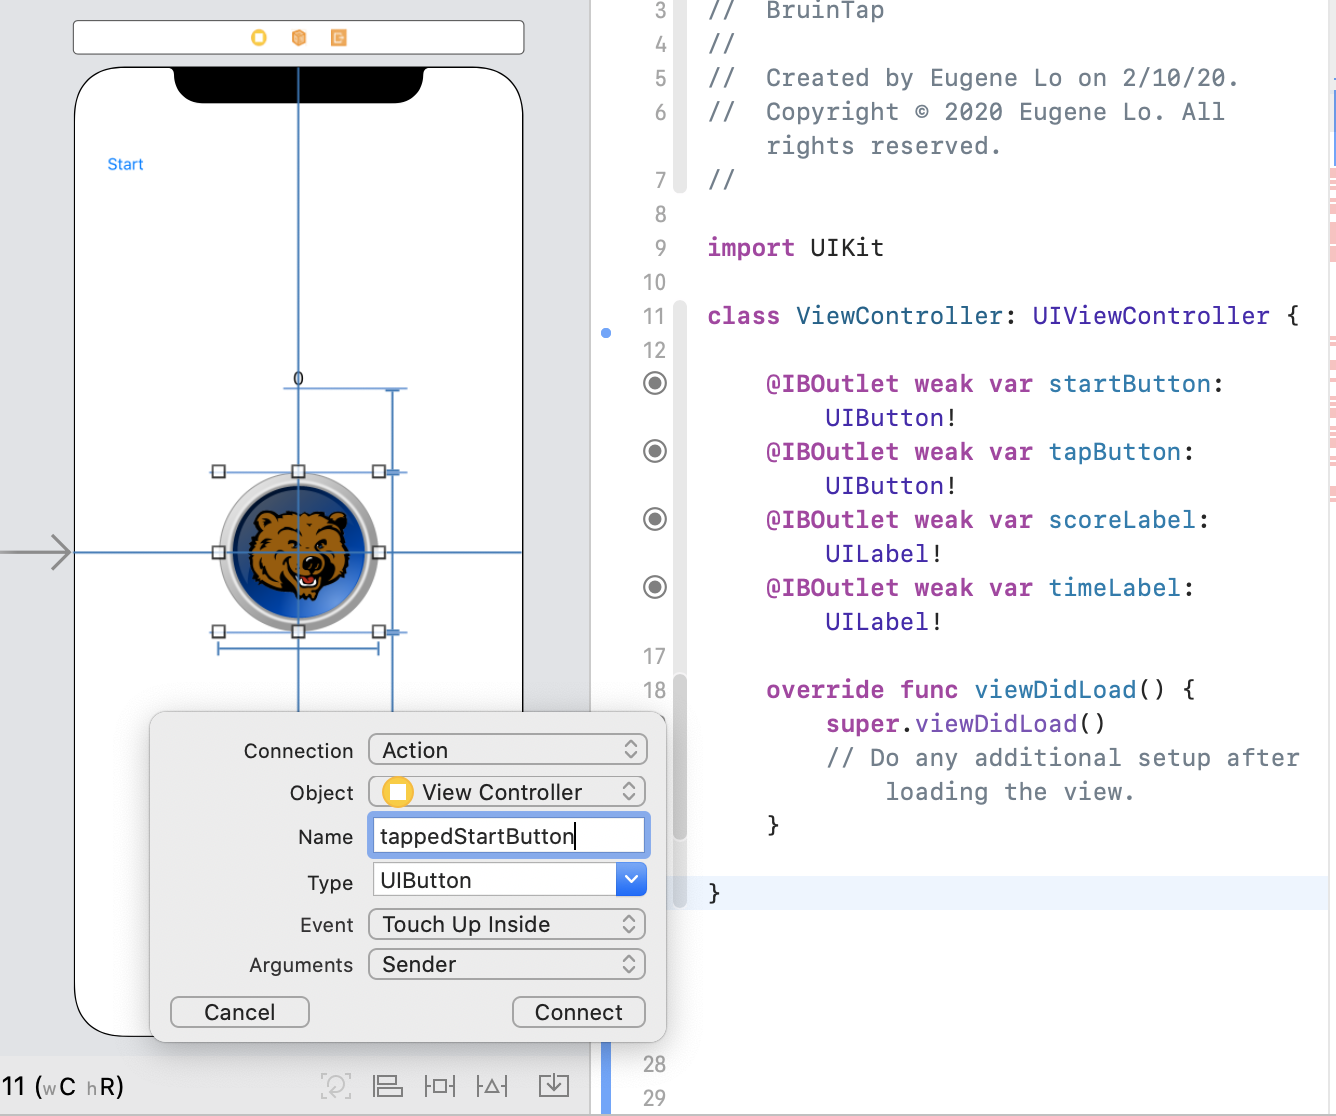 Start
0
3 // BruinTap
4 //
5 // Created by Eugene Lo on 2/10/20.
6 // Copyright © 2020 Eugene Lo. All
rights reserved.
7 //
8
9 import UIKit
10
11 class ViewController: UIViewController {
12
@IBOutlet weak var startButton:
UIButton!
@IBOutlet weak var tapButton:
UIButton!
@IBOutlet weak var scoreLabel:
UILabel!
@IBOutlet weak var timeLabel:
UILabel!
17
18 override func viewDidLoad() {
super.viewDidLoad()
// Do any additional setup after
loading the view.
}
}
28
29
Connection Action
Object View Controller
Name tappedStartButton
Type UIButton
Event Touch Up Inside
Arguments Sender
Cancel Connect
11 (wC hR)